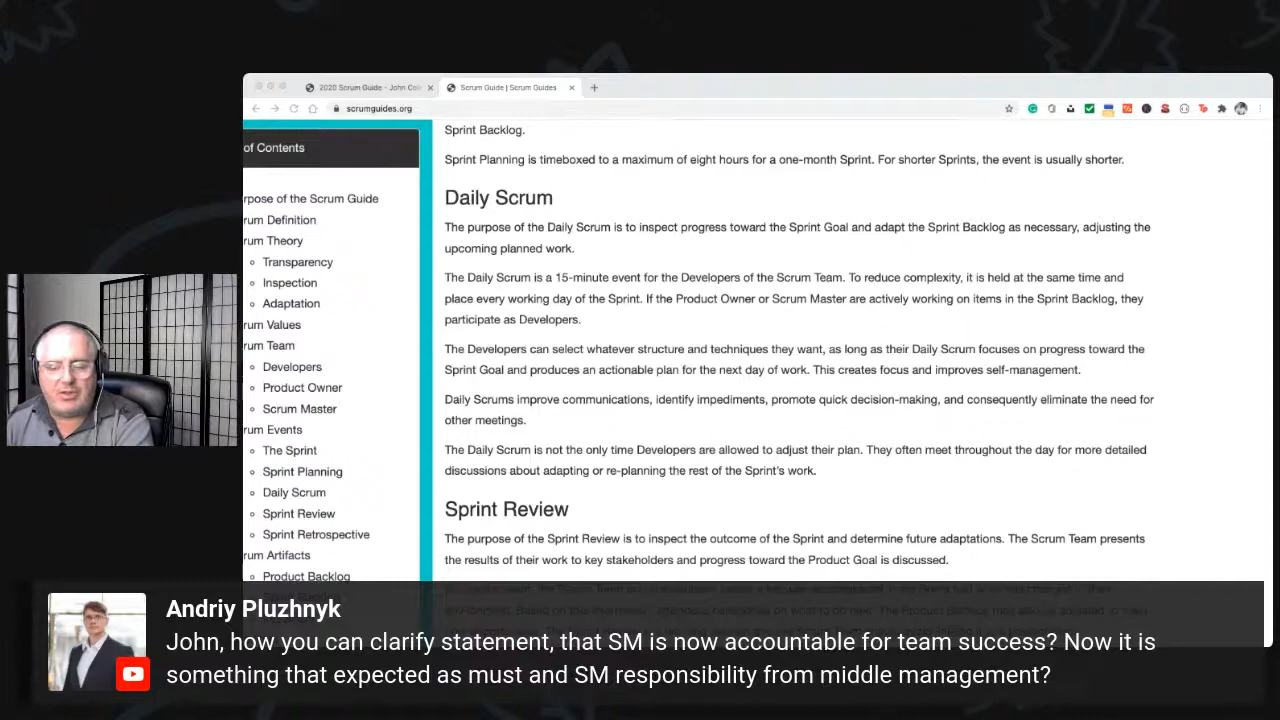 2020 Scrum Guide - John Col
Scrum Guide | Scrum Guides
scrumguides.org
of Contents
rpose of the Scrum Guide
rum Definition
rum Theory
Transparency
Inspection
Adaptation
rum Values
rum Team
Developers
Product Owner
Scrum Master
rum Events
The Sprint
Sprint Planning
Daily Scrum
Sprint Review
Sprint Retrospective
rum Artifacts
Product Backlog
Sprint Backlog.
Sprint Planning is timeboxed to a maximum of eight hours for a one-month Sprint. For shorter Sprints, the event is usually shorter.
Daily Scrum
The purpose of the Daily Scrum is to inspect progress toward the Sprint Goal and adapt the Sprint Backlog as necessary, adjusting the
upcoming planned work.
The Daily Scrum is a 15-minute event for the Developers of the Scrum Team. To reduce complexity, it is held at the same time and
place every working day of the Sprint. If the Product Owner or Scrum Master are actively working on items in the Sprint Backlog, they
participate as Developers.
The Developers can select whatever structure and techniques they want, as long as their Daily Scrum focuses on progress toward the
Sprint Goal and produces an actionable plan for the next day of work. This creates focus and improves self-management.
Daily Scrums improve communications, identify impediments, promote quick decision-making, and consequently eliminate the need for
other meetings.
The Daily Scrum is not the only time Developers are allowed to adjust their plan. They often meet throughout the day for more detailed
discussions about adapting or re-planning the rest of the Sprint's work.
Sprint Review
The purpose of the Sprint Review is to inspect the outcome of the Sprint and determine future adaptations. The Scrum Team presents
the results of their work to key stakeholders and progress toward the Product Goal is discussed.
Andriy Pluzhnyk
John, how you can clarify statement, that SM is now accountable for team success? Now it is
something that expected as must and SM responsibility from middle management?